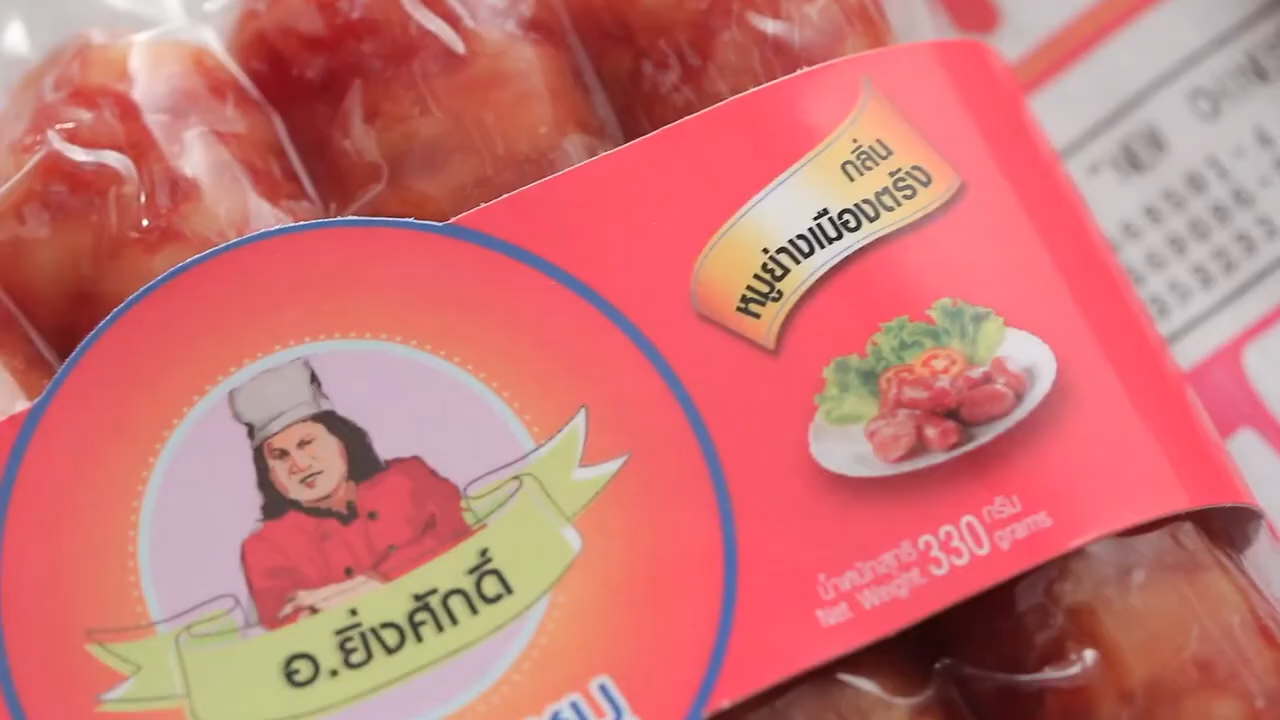 กลิ่น
หมูย่างเมืองตรัง
อ.ยิ่งศักดิ์
น้ำหนักสุทธิ 330 กรัม
Net Weight grams